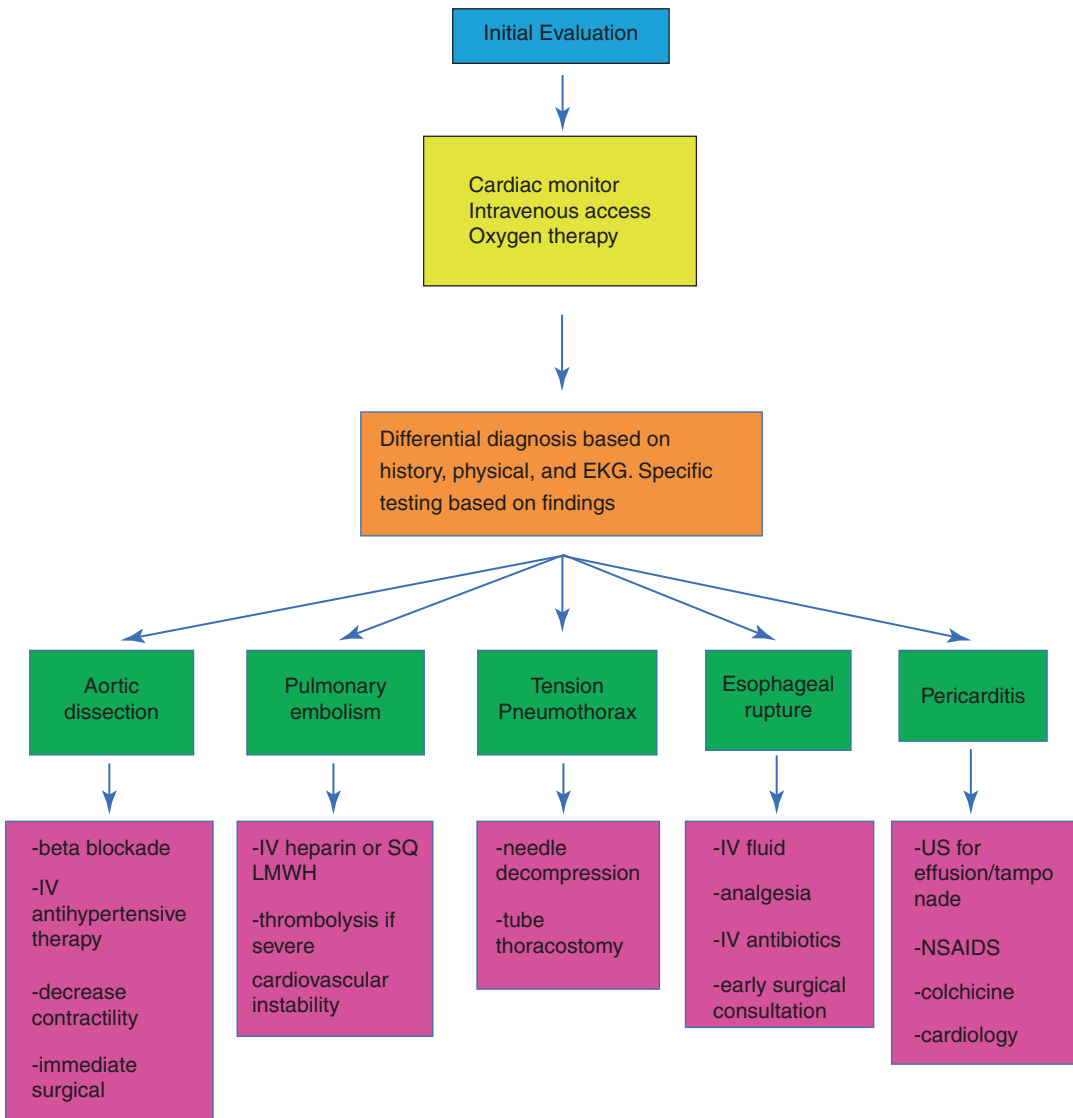 Initial Evaluation
Cardiac monitor
Intravenous access
Oxygen therapy
Differential diagnosis based on
history, physical, and EKG. Specific
testing based on findings
Aortic
dissection
Pulmonary
embolism
Tension
Pneumothorax
Esophageal
rupture
Pericarditis
-beta blockade
-IV
antihypertensive
therapy
-decrease
contractility
-immediate
surgical
-IV heparin or SQ
LMWH
-thrombolysis if
severe
cardiovascular
instability
-needle
decompression
-tube
thoracostomy
-IV fluid
-analgesia
-IV antibiotics
-early surgical
consultation
-US for
effusion/tampo
nade
-NSAIDS
-colchicine
-cardiology